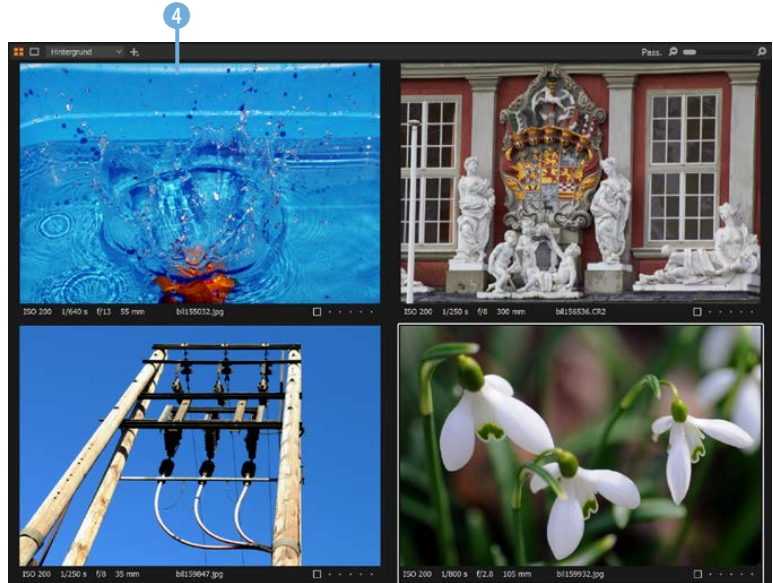 4
Hintergrund
Pass.
ISO 200 1/640 s f/13 55 mm bil155032.jpg
ISO 200 1/250 s f/8 300 mm bil156536.CR2
ISO 200 1/250 s f/8 35 mm bil159847.jpg
ISO 200 1/800 s f/2.8 105 mm bil159932.jpg